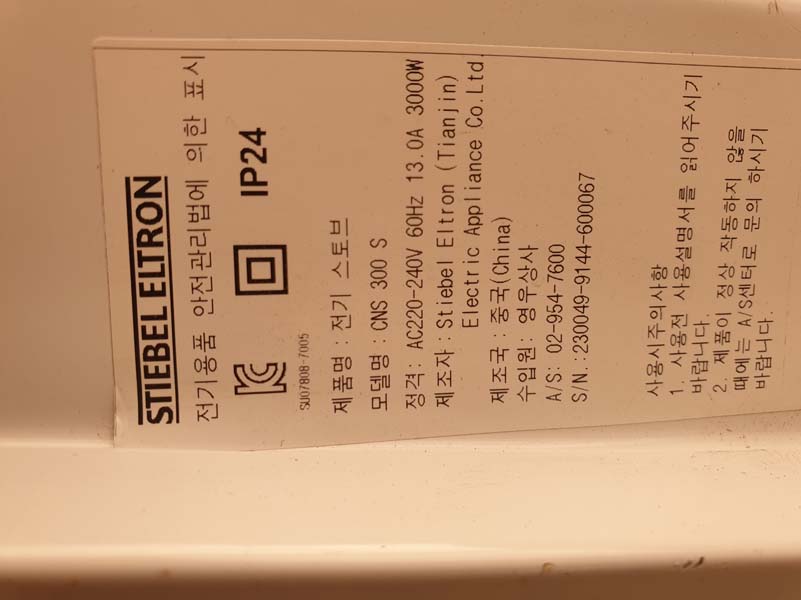 STIEBEL ELTRON
전기용품 안전관리법에 의한 표시
IP24
SU07808-7005
제품명 : 전기 스토브
모델명 : CNS 300 S
정격 : AC220-240V 60Hz 13.0A 3000W
제조자 : Stiebel Eltron (Tianjin)
Electric Appliance Co.Ltd
제조국 : 중국(China)
수입원 : 영우상사
A/S: 02-954-7600
S/N.:230049-9144-600067
사용시주의사항
1. 사용전 사용설명서를 읽어주시기
바랍니다.
2. 제품이 정상 작동하지 않을
때에는 A/S센터로 문의 하시기
바랍니다.